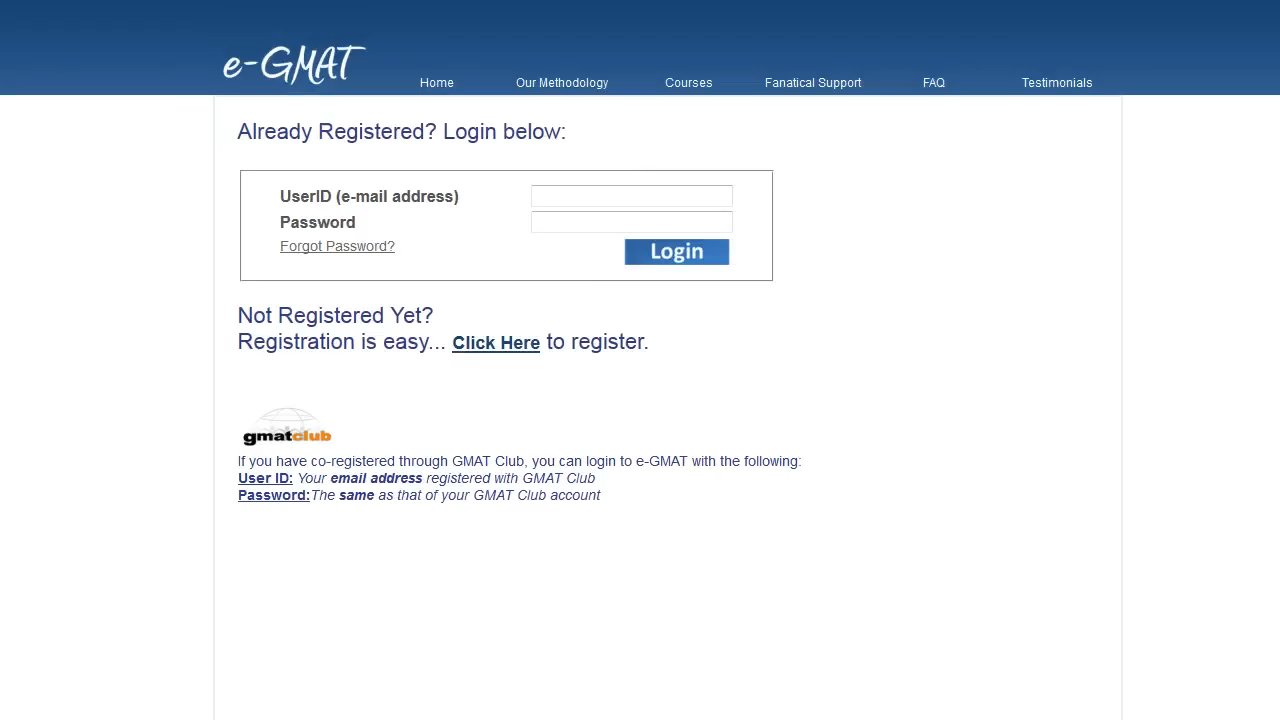 e-GMAT
Home Our Methodology Courses Fanatical Support FAQ Testimonials
Already Registered? Login below:
UserID (e-mail address)
Password
Forgot Password?
Login
Not Registered Yet?
Registration is easy... Click Here to register.
gmatclub
If you have co-registered through GMAT Club, you can login to e-GMAT with the following:
User ID: Your email address registered with GMAT Club
Password:The same as that of your GMAT Club account